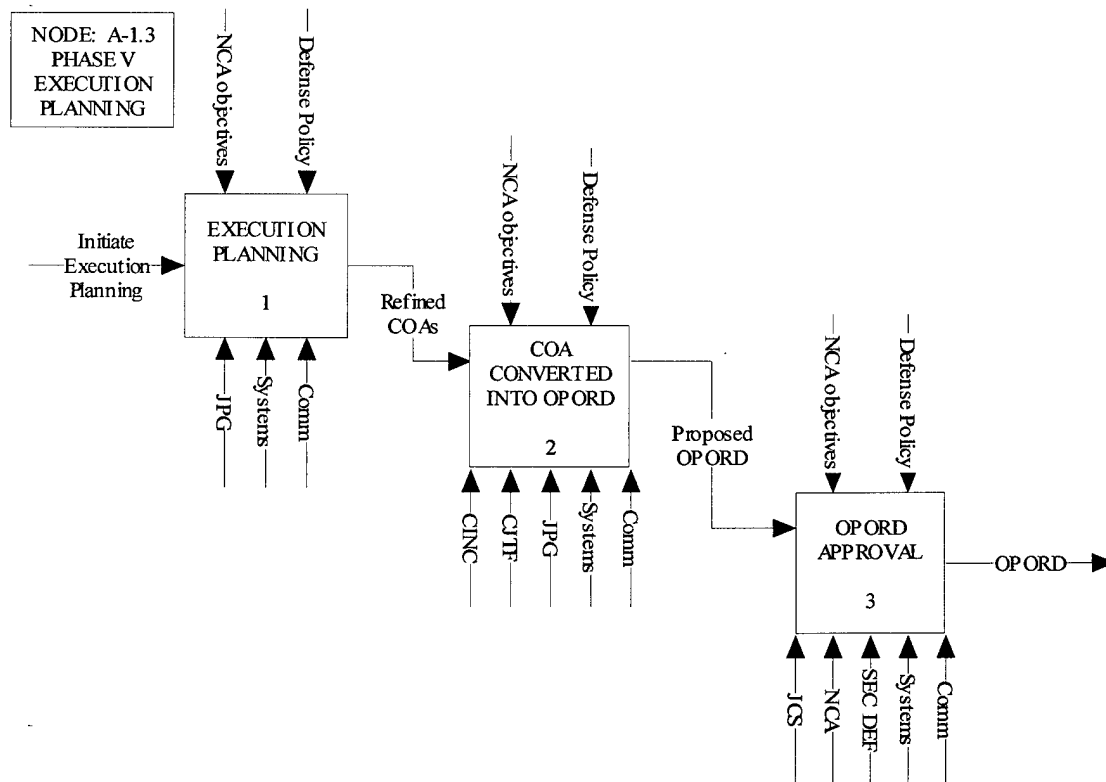 NODE: A-1.3
PHASE V
EXECUTION
PLANNING
NCA objectives
Defense Policy
Initiate
Execution
Planning
EXECUTION
PLANNING
1
JPG
Systems
Comm
Refined
COAs
NCA objectives
Defense Policy
COA
CONVERTED
INTO OPORD
2
CINC
CJTF
JPG
Systems
Comm
Proposed
OPORD
NCA objectives
Defense Policy
OPORD
APPROVAL
3
JCS
NCA
SEC DEF
Systems
Comm
OPORD